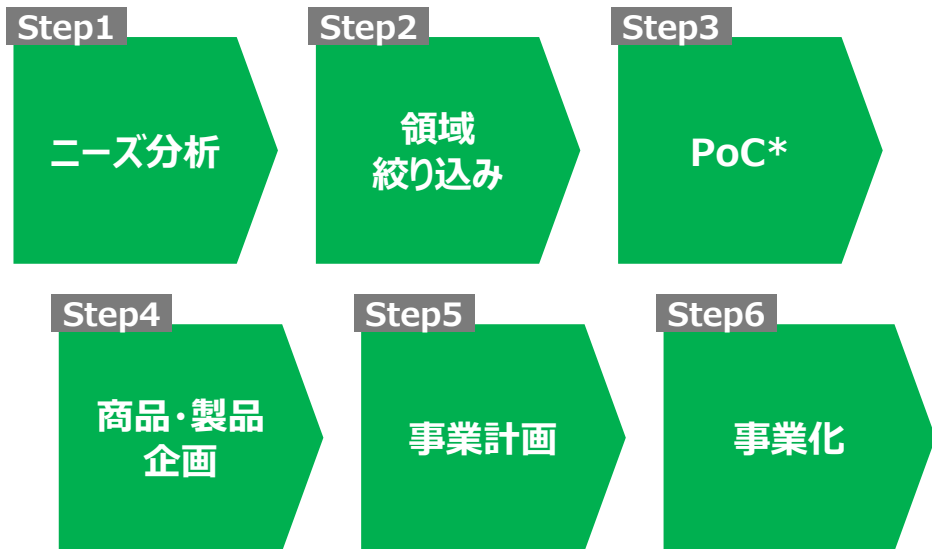 Step1
ニーズ分析
Step2
領域
絞り込み
Step3
PoC*
Step4
商品・製品
企画
Step5
事業計画
Step6
事業化